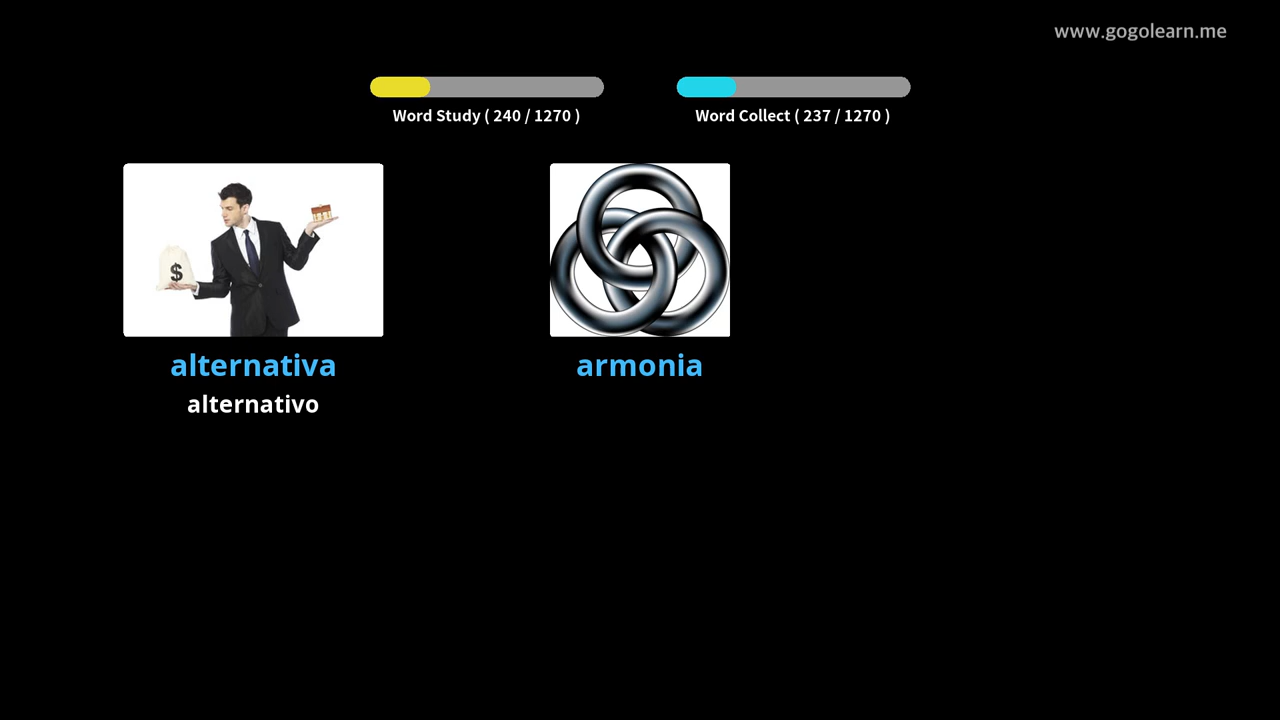 www.gogolearn.me
Word Study ( 240 / 1270 )
Word Collect ( 237 / 1270 )
$
alternativa
alternativo
armonia